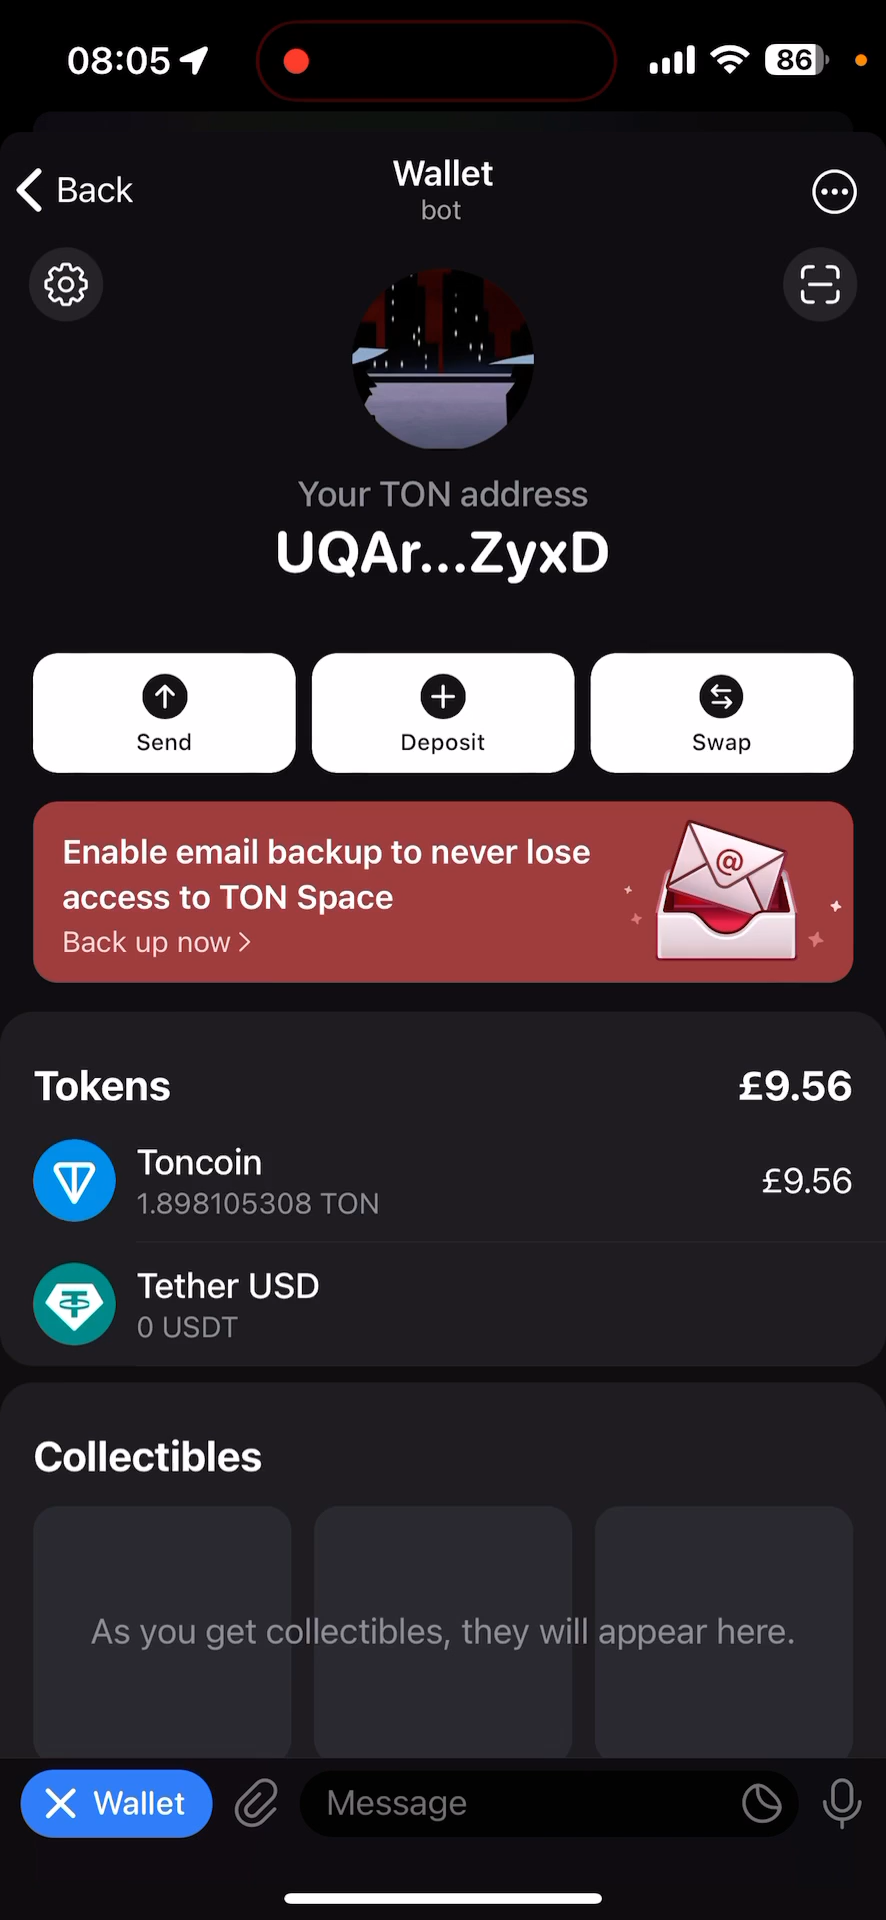 08:05
86
Back
Wallet
bot
Your TON address
UQAr...ZyxD
Send
Deposit
Swap
Enable email backup to never lose
access to TON Space
Back up now >
@
Tokens
£9.56
Toncoin
1.898105308 TON
£9.56
Tether USD
0 USDT
Collectibles
As you get collectibles, they will appear here.
Wallet
Message